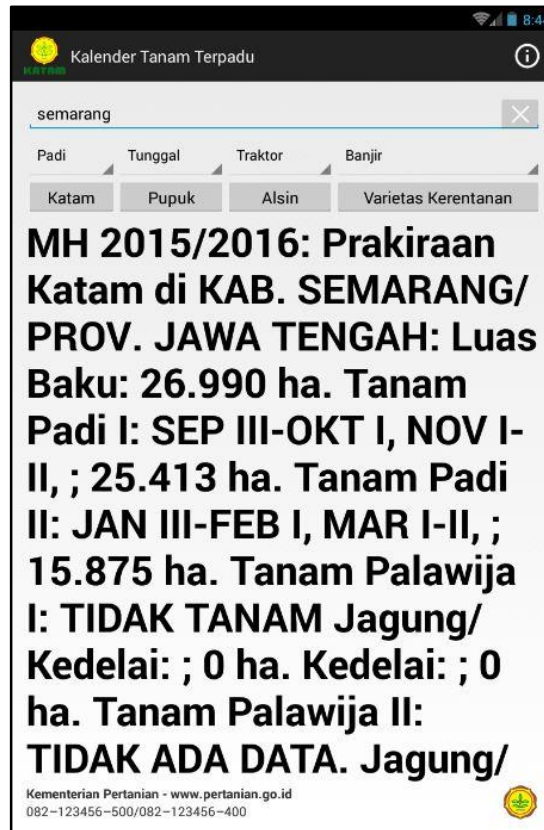 8:44
KATAM
Kalender Tanam Terpadu
semarang
Padi Tunggal Traktor Banjir
Katam Pupuk Alsin Varietas Kerentanan
MH 2015/2016: Prakiraan
Katam di KAB. SEMARANG/
PROV. JAWA TENGAH: Luas
Baku: 26.990 ha. Tanam
Padi I: SEP III-OKT I, NOV I-
II, ; 25.413 ha. Tanam Padi
II: JAN III-FEB I, MAR I-II, ;
15.875 ha. Tanam Palawija
I: TIDAK TANAM Jagung/
Kedelai: ; 0 ha. Kedelai: ; 0
ha. Tanam Palawija II:
TIDAK ADA DATA. Jagung/
Kementerian Pertanian - www.pertanian.go.id
082-123456-500/082-123456-400